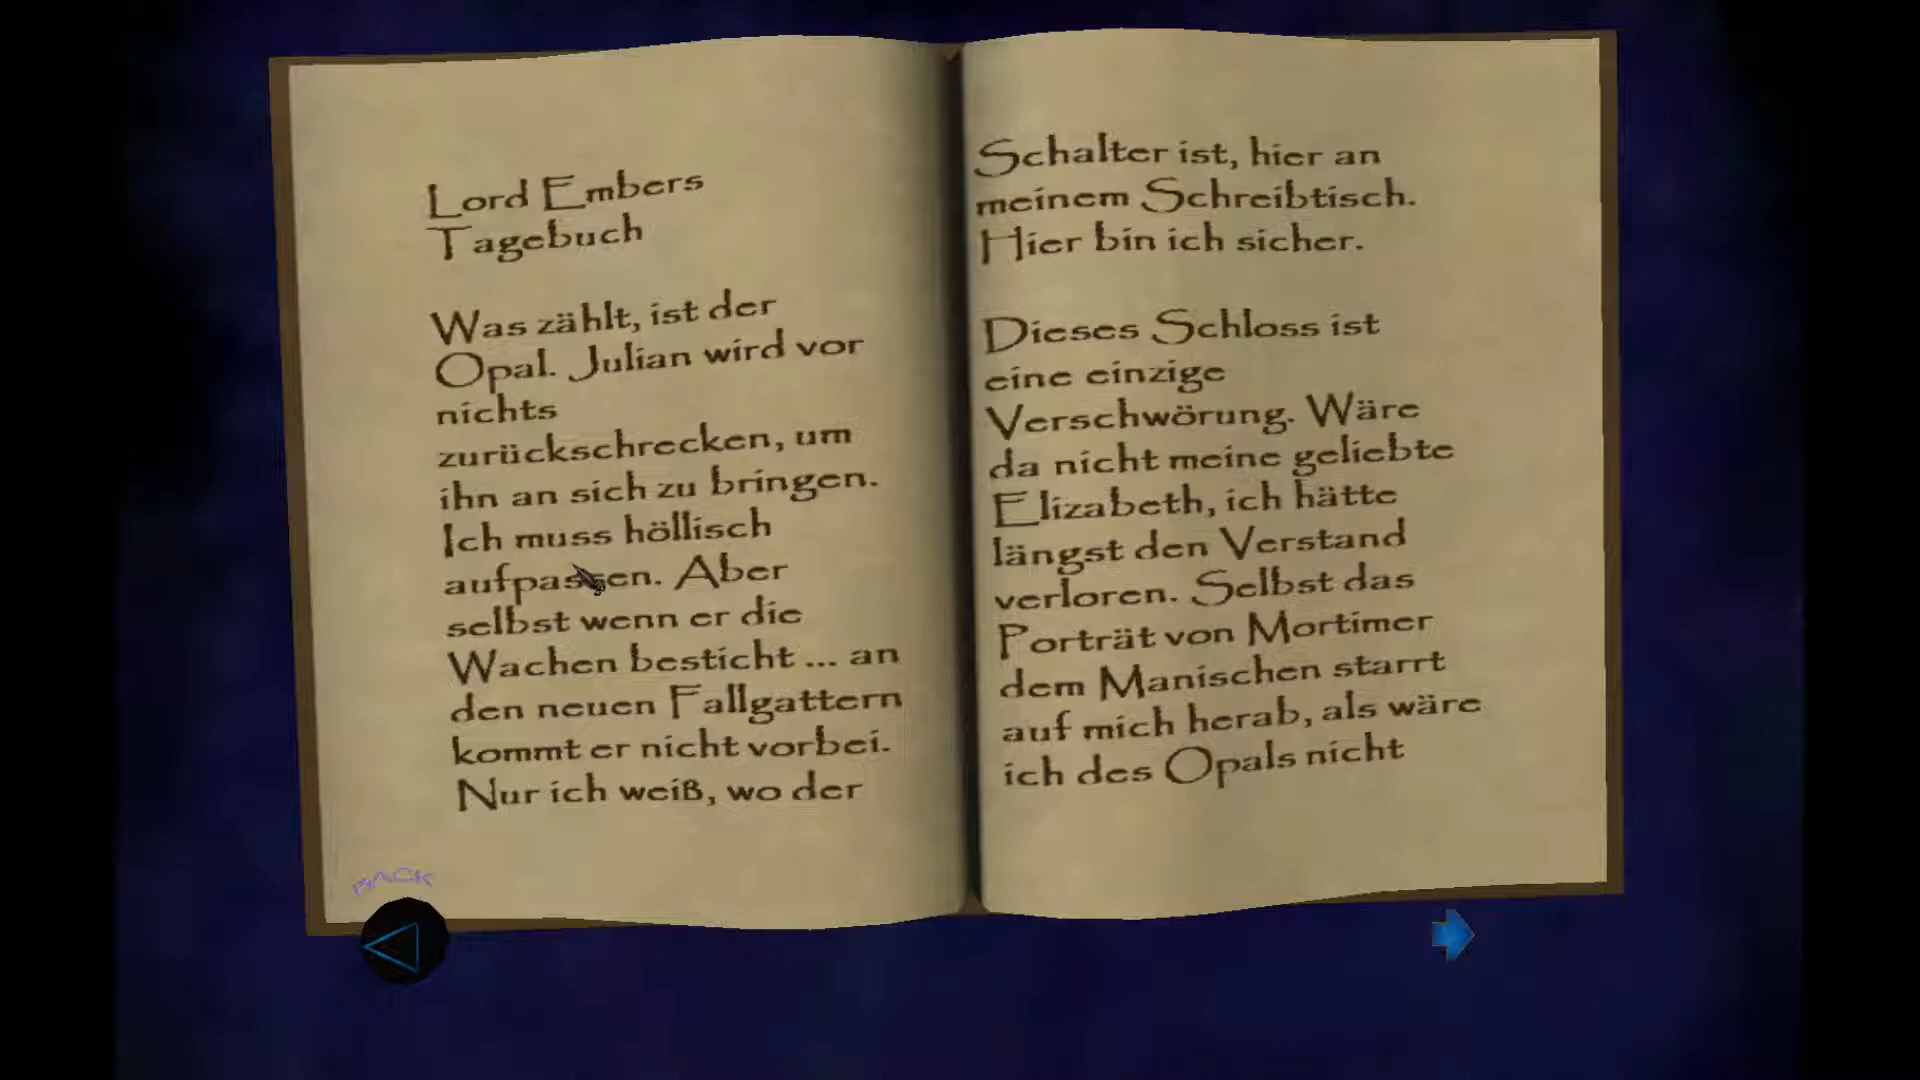 Lord Embers
Tagebuch
Was zählt, ist der
Opal. Julian wird vor
nichts
zurückschrecken, um
ihn an sich zu bringen.
Ich muss höllisch
aufpassen. Aber
selbst wenn er die
Wachen besticht ... an
den neuen Fallgattern
kommt er nicht vorbei.
Nur ich weiß, wo der
BACK
Schalter ist, hier an
meinem Schreibtisch.
Hier bin ich sicher.
Dieses Schloss ist
eine einzige
Verschwörung. Wäre
da nicht meine geliebte
Elizabeth, ich hätte
längst den Verstand
verloren. Selbst das
Porträt von Mortimer
dem Manischen starrt
auf mich herab, als wäre
ich des Opals nicht